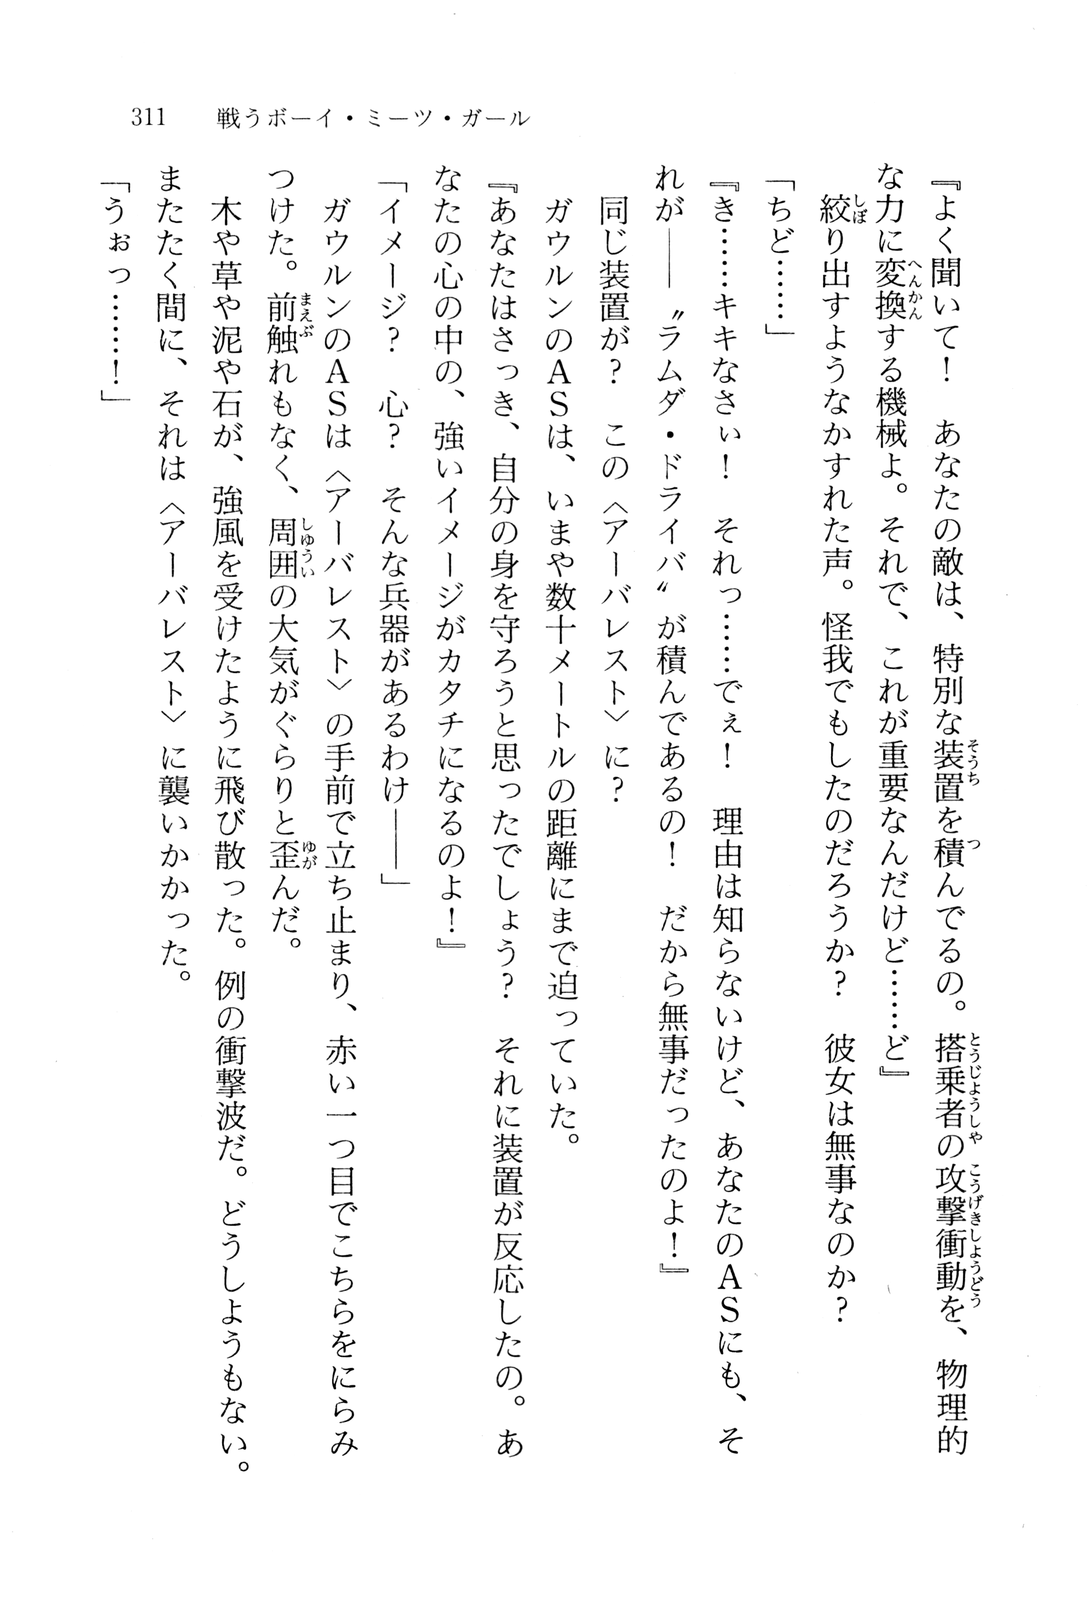 311　戦うボーイ・ミーツ・ガール
『よく聞いて！　あなたの敵は、特別な装置を積んでるの。搭乗者の攻撃衝動を、物理的
な力に変換する機械よ。それで、これが重要なんだけど……ど』
　絞り出すようなかすれた声。怪我でもしたのだろうか？　彼女は無事なのか？
「ちど……」
『き……キキなさぃ！　それっ……でぇ！　理由は知らないけど、あなたのＡＳにも、そ
れが――〝ラムダ・ドライバ〟が積んであるの！　だから無事だったのよ！』
　同じ装置が？　この〈アーバレスト〉に？
　ガウルンのＡＳは、いまや数十メートルの距離にまで迫っていた。
『あなたはさっき、自分の身を守ろうと思ったでしょう？　それに装置が反応したの。あ
なたの心の中の、強いイメージがカタチになるのよ！』
「イメージ？　心？　そんな兵器があるわけ――」
　ガウルンのＡＳは〈アーバレスト〉の手前で立ち止まり、赤い一つ目でこちらをにらみ
つけた。前触れもなく、周囲の大気がぐらりと歪んだ。
　木や草や泥や石が、強風を受けたように飛び散った。例の衝撃波だ。どうしようもない。
またたく間に、それは〈アーバレスト〉に襲いかかった。
「うぉっ……！」